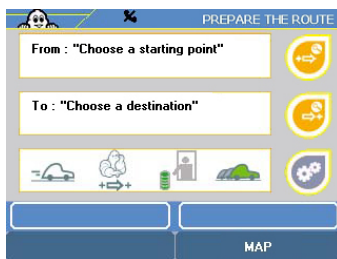 PREPARE THE ROUTE
From : "Choose a starting point"
To : "Choose a destination"
MAP